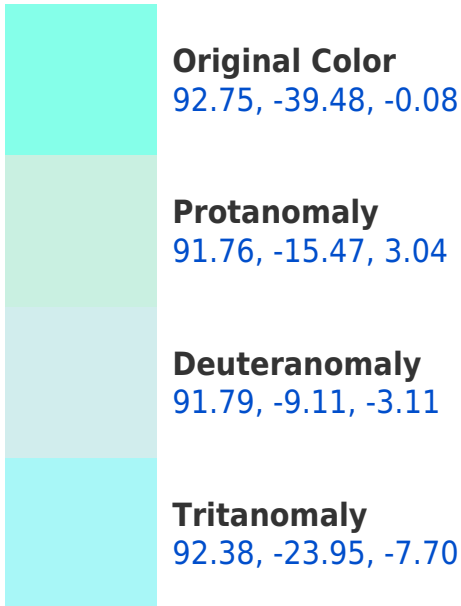 Original Color
92.75, -39.48, -0.08
Protanomaly
91.76, -15.47, 3.04
Deuteranomaly
91.79, -9.11, -3.11
Tritanomaly
92.38, -23.95, -7.70